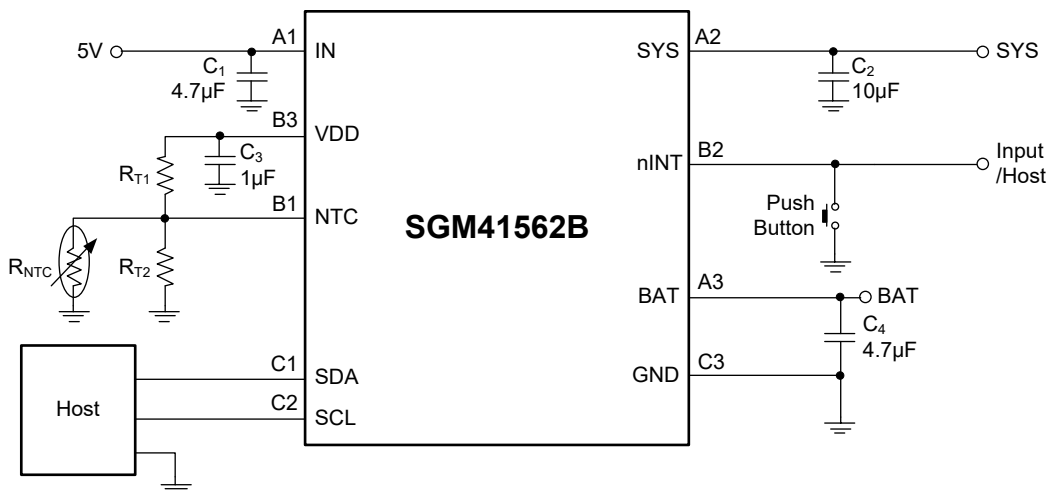 5V
A1
IN
C1
4.7µF
B3
VDD
RT1
C3
1µF
B1
NTC
RNTC
RT2
Host
C1
SDA
C2
SCL
SGM41562B
SYS
A2
SYS
C2
10µF
nINT
B2
Input
/Host
Push
Button
BAT
A3
BAT
C4
4.7µF
GND
C3